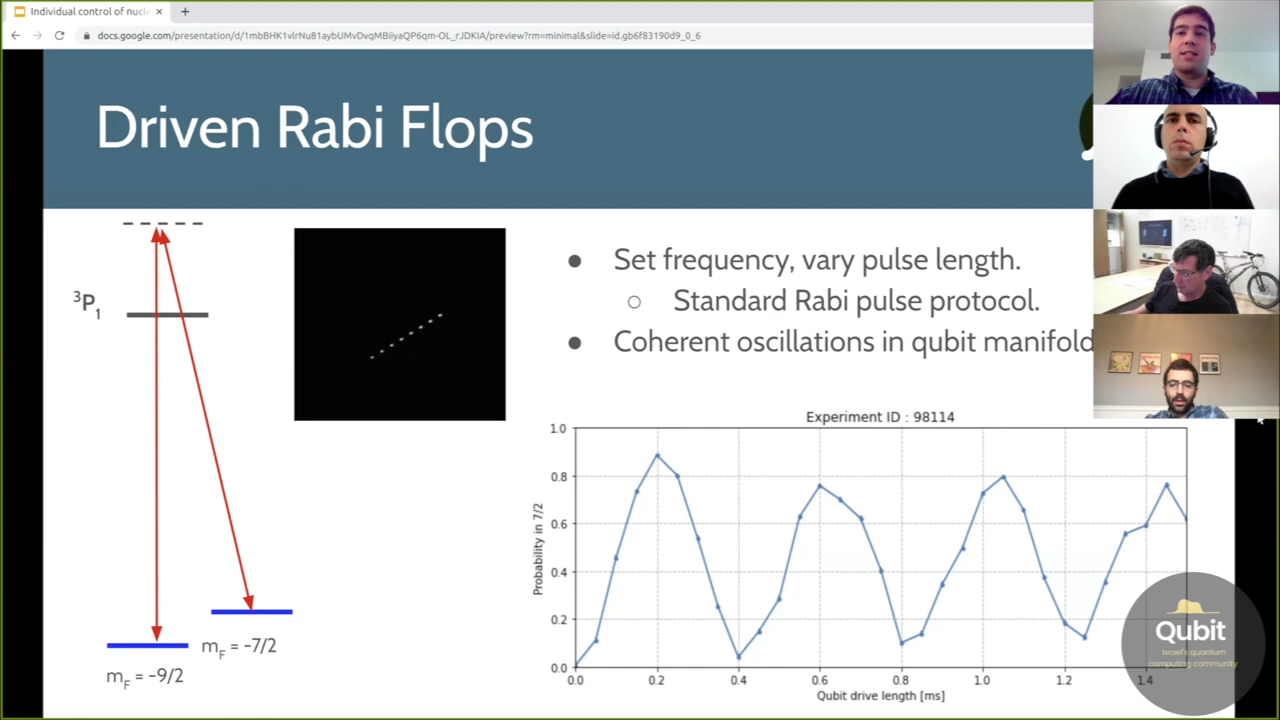 Individual control of nucl
docs.google.com/presentation/d/1mbBHK1vlrNu81aybUMvDvqMBiiyaQP6qm-OL_rJDKIA/preview?rm=minimal&slide=id.gb6f83190d9_0_6
Driven Rabi Flops
³P₁
● Set frequency, vary pulse length.
○ Standard Rabi pulse protocol.
● Coherent oscillations in qubit manifold
Experiment ID : 98114
1.0
0.8
0.6
0.4
0.2
0.0
Probability in 7/2
0.0 0.2 0.4 0.6 0.8 1.0 1.2 1.4
Qubit drive length [ms]
m_F = -7/2
m_F = -9/2
Qubit
Israel's quantum
computing community